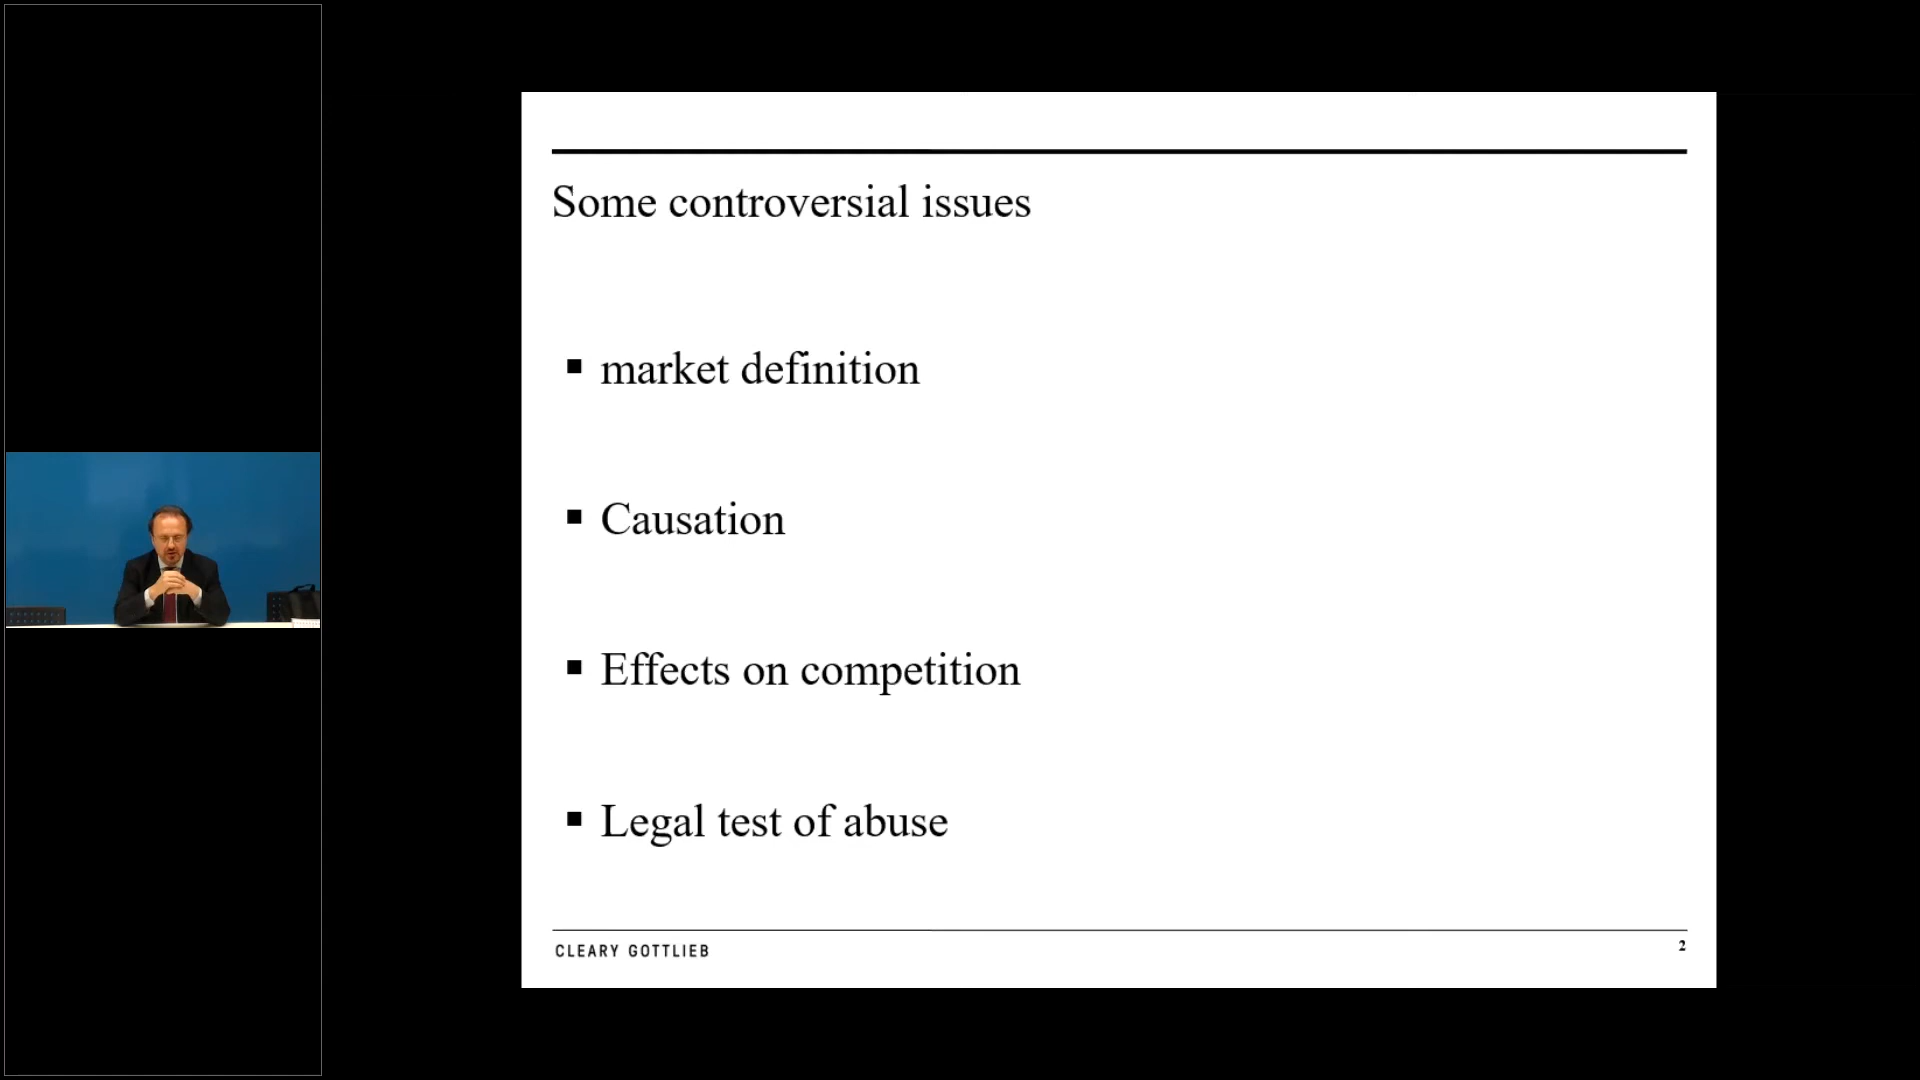 Some controversial issues
▪ market definition
▪ Causation
▪ Effects on competition
▪ Legal test of abuse
CLEARY GOTTLIEB
2